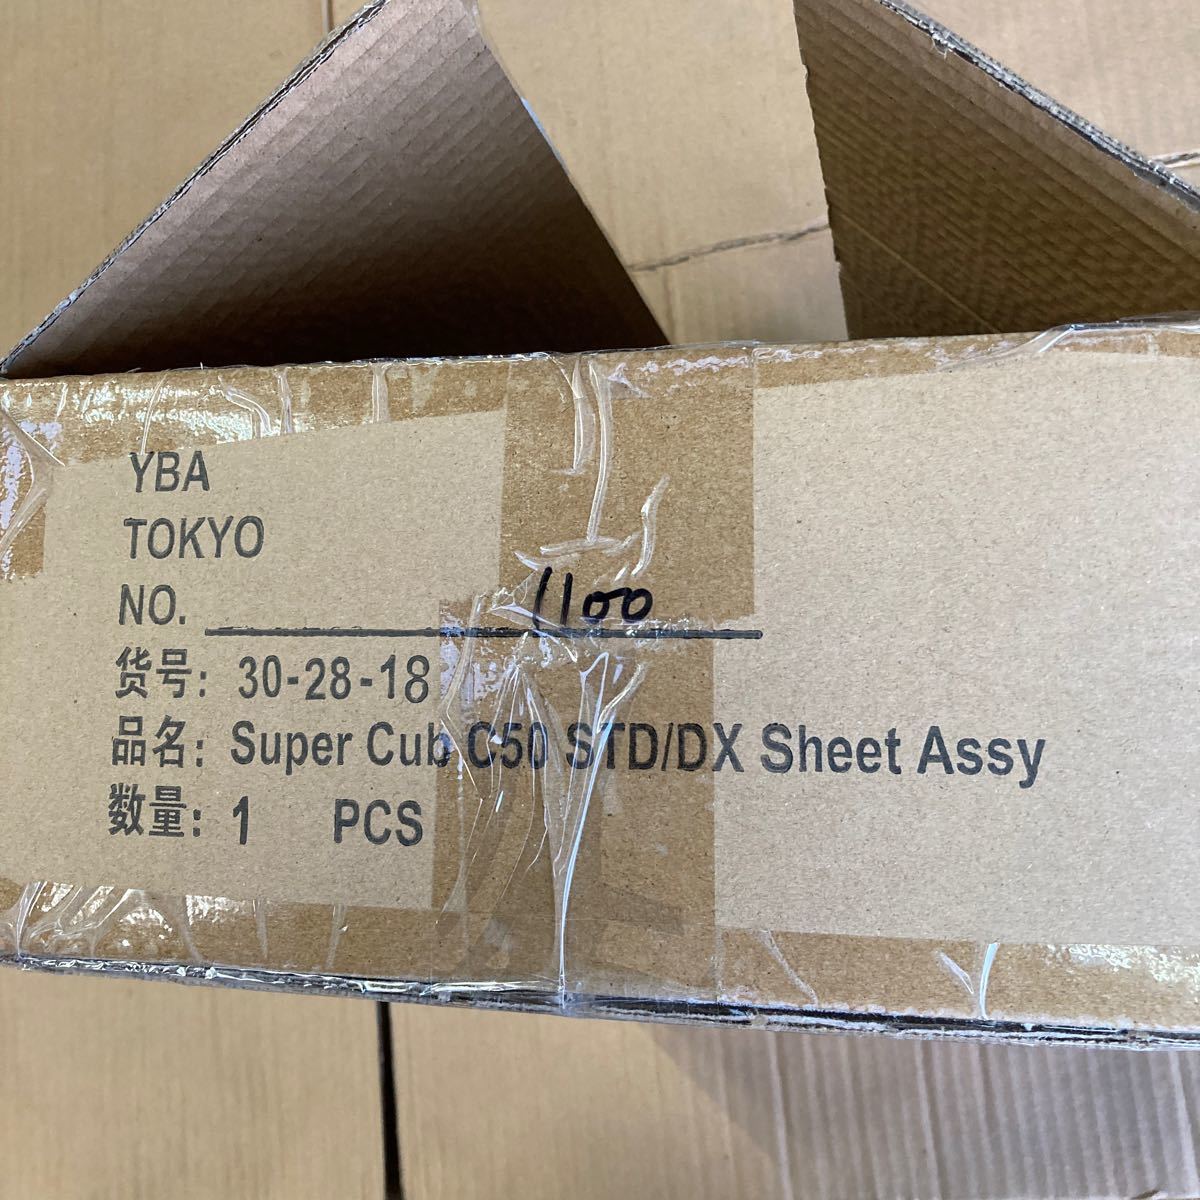 YBA
TOKYO
NO. 1100
货号: 30-28-18
品名: Super Cub C50 STD/DX Sheet Assy
数量: 1 PCS